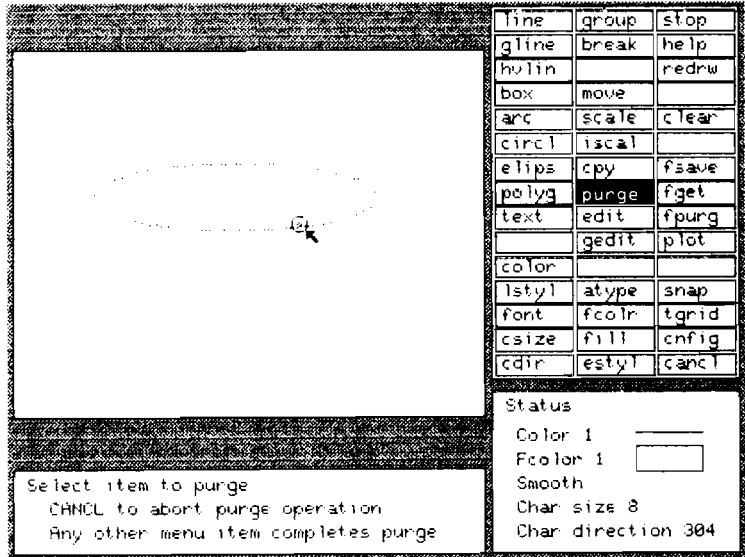 line group stop
gline break help
hvlin redrw
box move
arc scale clear
circl iscal
elips cpy fsave
polyg purge fget
text edit fpurg
gedit plot
color
lstyl atype snap
font fcolr tgrid
csize fill cnfig
cdir estyl cancl
Status
Color 1
Fcolor 1
Smooth
Char size 8
Char direction 304
Select item to purge
CANCL to abort purge operation
Any other menu item completes purge